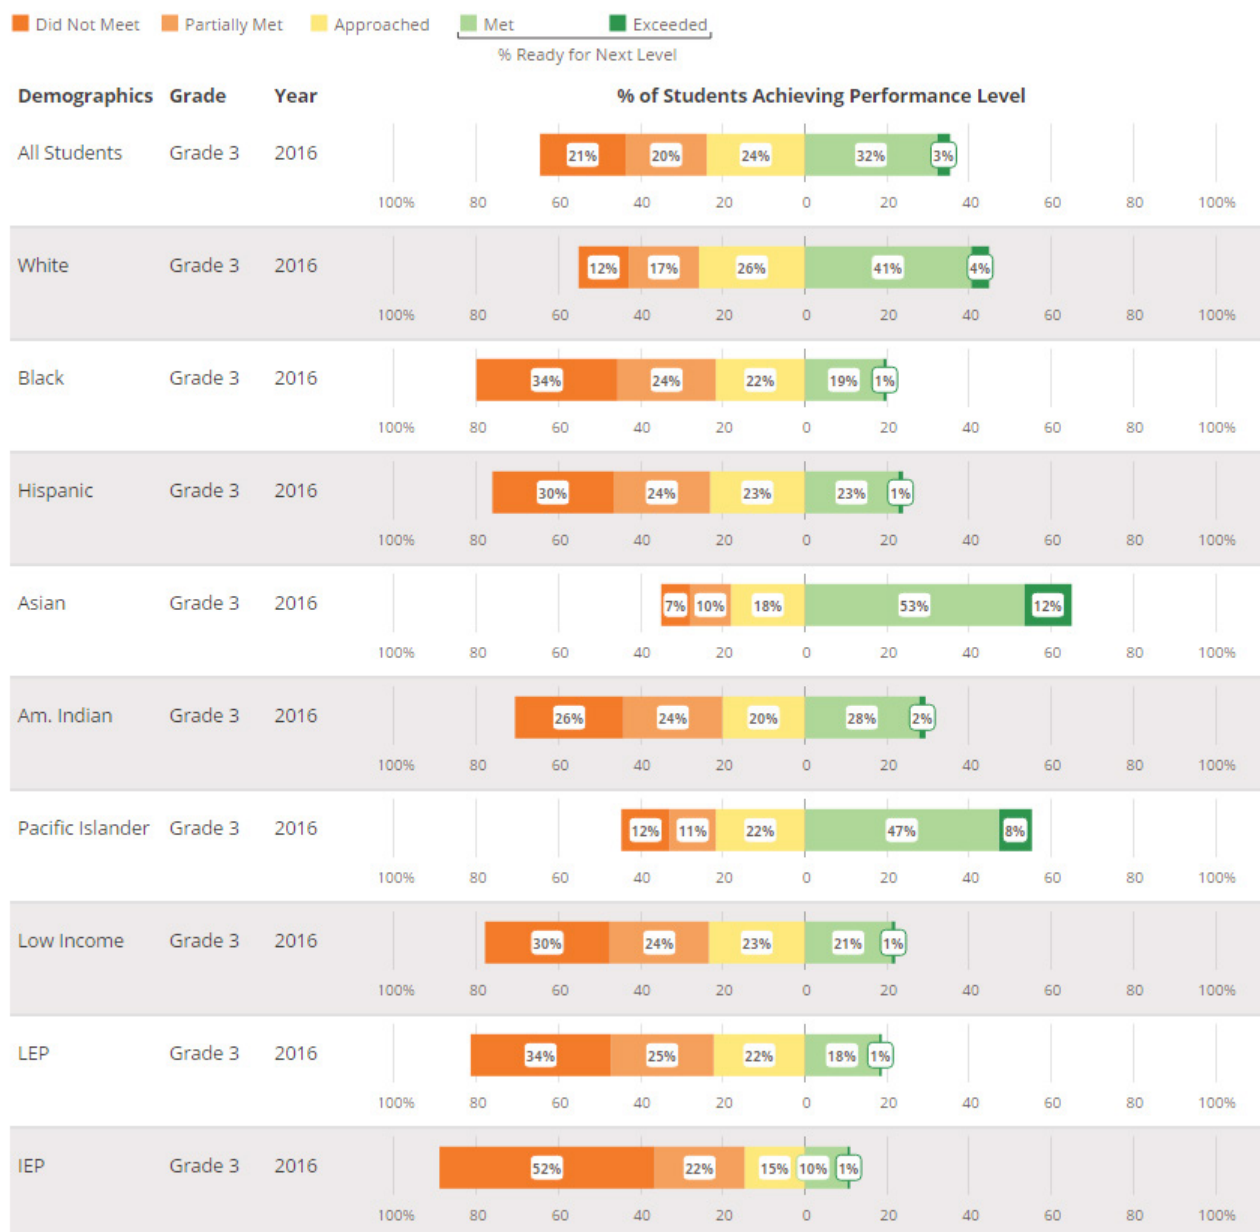 Did Not Meet Partially Met Approached Met Exceeded
% Ready for Next Level
Demographics Grade Year % of Students Achieving Performance Level
All Students Grade 3 2016 21% 20% 24% 32% 3%
100% 80 60 40 20 0 20 40 60 80 100%
White Grade 3 2016 12% 17% 26% 41% 4%
100% 80 60 40 20 0 20 40 60 80 100%
Black Grade 3 2016 34% 24% 22% 19% 1%
100% 80 60 40 20 0 20 40 60 80 100%
Hispanic Grade 3 2016 30% 24% 23% 23% 1%
100% 80 60 40 20 0 20 40 60 80 100%
Asian Grade 3 2016 7% 10% 18% 53% 12%
100% 80 60 40 20 0 20 40 60 80 100%
Am. Indian Grade 3 2016 26% 24% 20% 28% 2%
100% 80 60 40 20 0 20 40 60 80 100%
Pacific Islander Grade 3 2016 12% 11% 22% 47% 8%
100% 80 60 40 20 0 20 40 60 80 100%
Low Income Grade 3 2016 30% 24% 23% 21% 1%
100% 80 60 40 20 0 20 40 60 80 100%
LEP Grade 3 2016 34% 25% 22% 18% 1%
100% 80 60 40 20 0 20 40 60 80 100%
IEP Grade 3 2016 52% 22% 15% 10% 1%
100% 80 60 40 20 0 20 40 60 80 100%